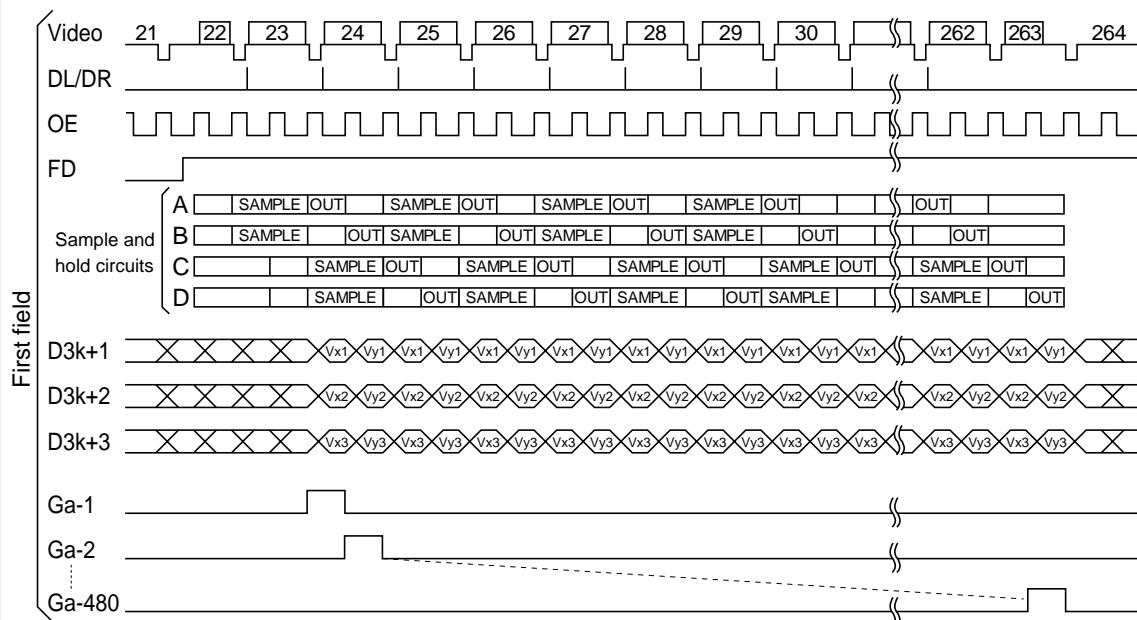 Video 21 22 23 24 25 26 27 28 29 30 262 263 264
DL/DR
OE
FD
Sample and
hold circuits
A SAMPLE OUT SAMPLE OUT SAMPLE OUT SAMPLE OUT OUT
B SAMPLE OUT SAMPLE OUT SAMPLE OUT SAMPLE OUT OUT
C SAMPLE OUT SAMPLE OUT SAMPLE OUT SAMPLE OUT SAMPLE OUT
D SAMPLE OUT SAMPLE OUT SAMPLE OUT SAMPLE SAMPLE OUT
First field
D3k+1 Vx1 Vy1 Vx1 Vy1 Vx1 Vy1 Vx1 Vy1 Vx1 Vy1 Vx1 Vy1 Vx1 Vy1 Vx1 Vx1 Vy1 Vx1 Vy1
D3k+2 Vx2 Vy2 Vx2 Vy2 Vx2 Vy2 Vx2 Vy2 Vx2 Vy2 Vx2 Vy2 Vx2 Vy2 Vx2 Vx2 Vy2 Vx2 Vy2
D3k+3 Vx3 Vy3 Vx3 Vy3 Vx3 Vy3 Vx3 Vy3 Vx3 Vy3 Vx3 Vy3 Vx3 Vy3 Vx3 Vx3 Vy3 Vx3 Vy3
Ga-1
Ga-2
Ga-480